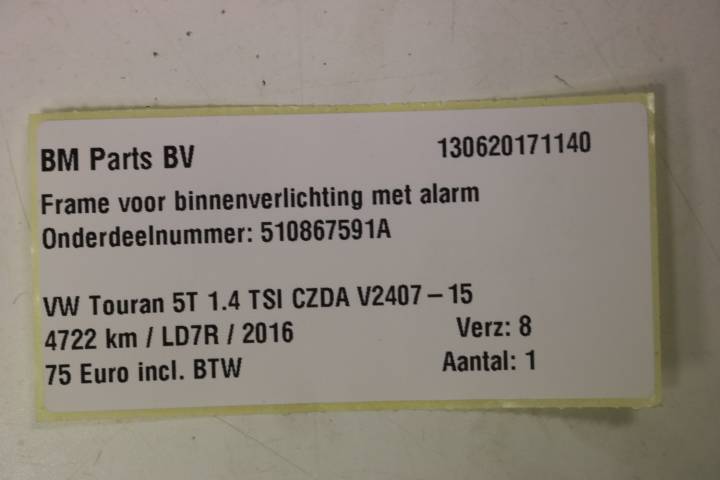 BM Parts BV 130620171140
Frame voor binnenverlichting met alarm
Onderdeelnummer: 510867591A
VW Touran 5T 1.4 TSI CZDA V2407 – 15
4722 km / LD7R / 2016 Verz: 8
75 Euro incl. BTW Aantal: 1